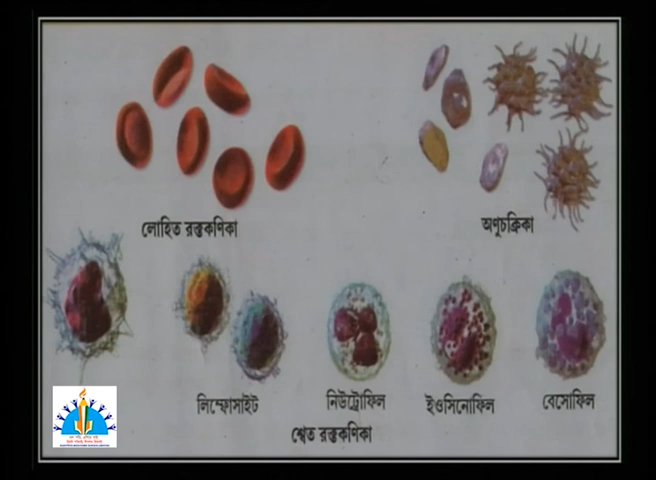 লোহিত রক্তকণিকা
অণুচক্রিকা
লিম্ফোসাইট
নিউট্রোফিল
ইওসিনোফিল
বেসোফিল
শ্বেত রক্তকণিকা